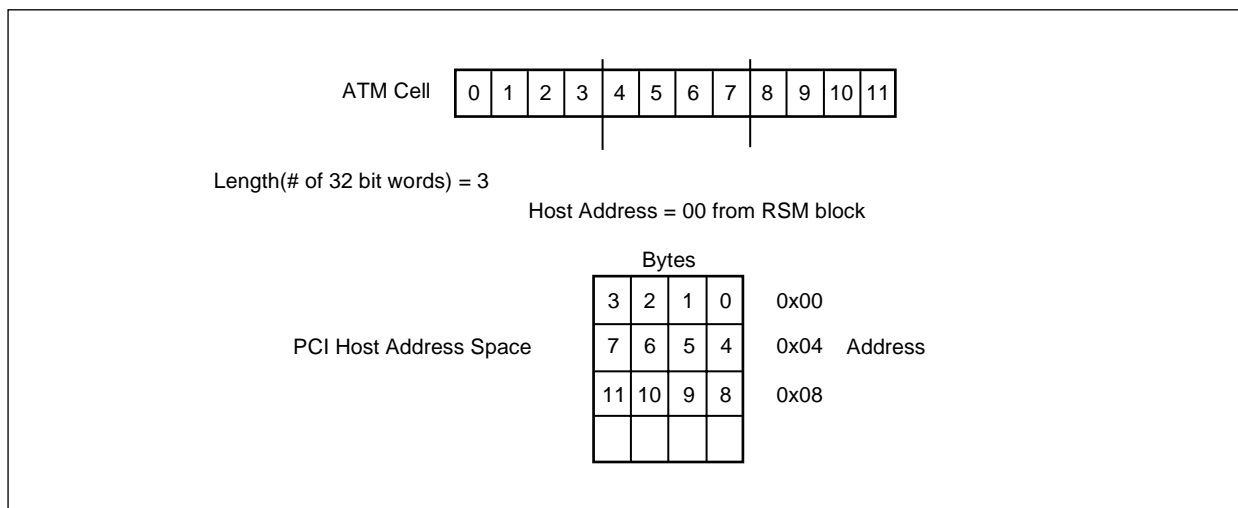 ATM Cell 0 1 2 3 4 5 6 7 8 9 10 11
Length(# of 32 bit words) = 3
Host Address = 00 from RSM block
Bytes
3 2 1 0 0x00
PCI Host Address Space 7 6 5 4 0x04 Address
11 10 9 8 0x08